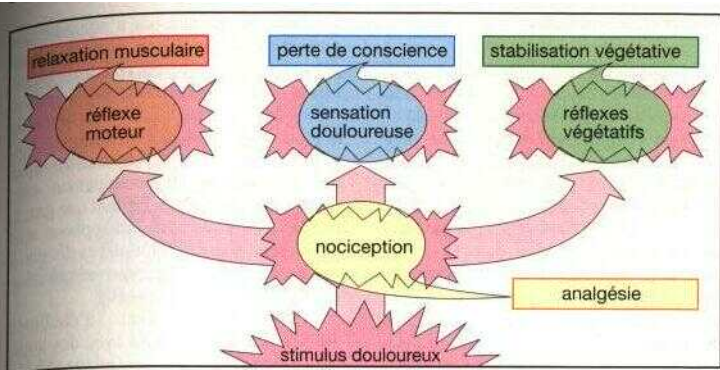 relaxation musculaire
perte de conscience
stabilisation végétative
réflexe
moteur
sensation
douloureuse
réflexes
végétatifs
nociception
analgésie
stimulus douloureux